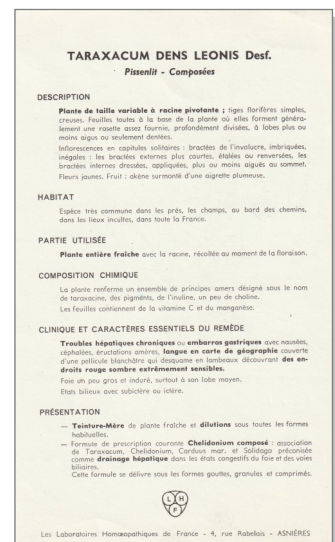 TARAXACUM DENS LEONIS Desf.
Pissenlit - Composées
DESCRIPTION
Plante de taille variable à racine pivotante ; tiges florifères simples,
creuses. Feuilles toutes à la base de la plante où elles forment généra-
lement une rosette assez fournie, profondément divisées, à lobes plus ou
moins aigus ou seulement dentées.
Inflorescences en capitules solitaires : bractées de l'involucre, imbriquées,
inégales : les bractées externes plus courtes, étalées ou renversées, les
bractées internes dressées, appliquées, plus ou moins aiguës au sommet.
Fleurs jaunes. Fruit : akène surmonté d'une aigrette plumeuse.
HABITAT
Espèce très commune dans les prés, les champs, au bord des chemins,
dans les lieux incultes, dans toute la France.
PARTIE UTILISÉE
Plante entière fraîche avec la racine, récoltée au moment de la floraison.
COMPOSITION CHIMIQUE
La plante renferme un ensemble de principes amers désigné sous le nom
de taraxacine, des pigments, de l'inuline, un peu de choline.
Les feuilles contiennent de la vitamine C et du manganèse.
CLINIQUE ET CARACTÈRES ESSENTIELS DU REMÈDE
Troubles hépatiques chroniques ou embarras gastriques avec nausées,
céphalées, éructations amères, langue en carte de géographie couverte
d'une pellicule blanchâtre qui desquame en lambeaux découvrant des en-
droits rouge sombre extrêmement sensibles.
Foie un peu gros et induré, surtout à son lobe moyen.
Etats bilieux avec subictère ou ictère.
PRÉSENTATION
— Teinture-Mère de plante fraîche et dilutions sous toutes les formes
habituelles.
— Formule de prescription courante Chelidonium composé : association
de Taraxacum, Chelidonium, Carduus mar. et Solidago préconisée
comme drainage hépatique dans les états congestifs du foie et des voies
biliaires.
Cette formule se délivre sous les formes gouttes, granules et comprimés.
L H
F
Les Laboratoires Homœopathiques de France - 4, rue Rabelais - ASNIÈRES